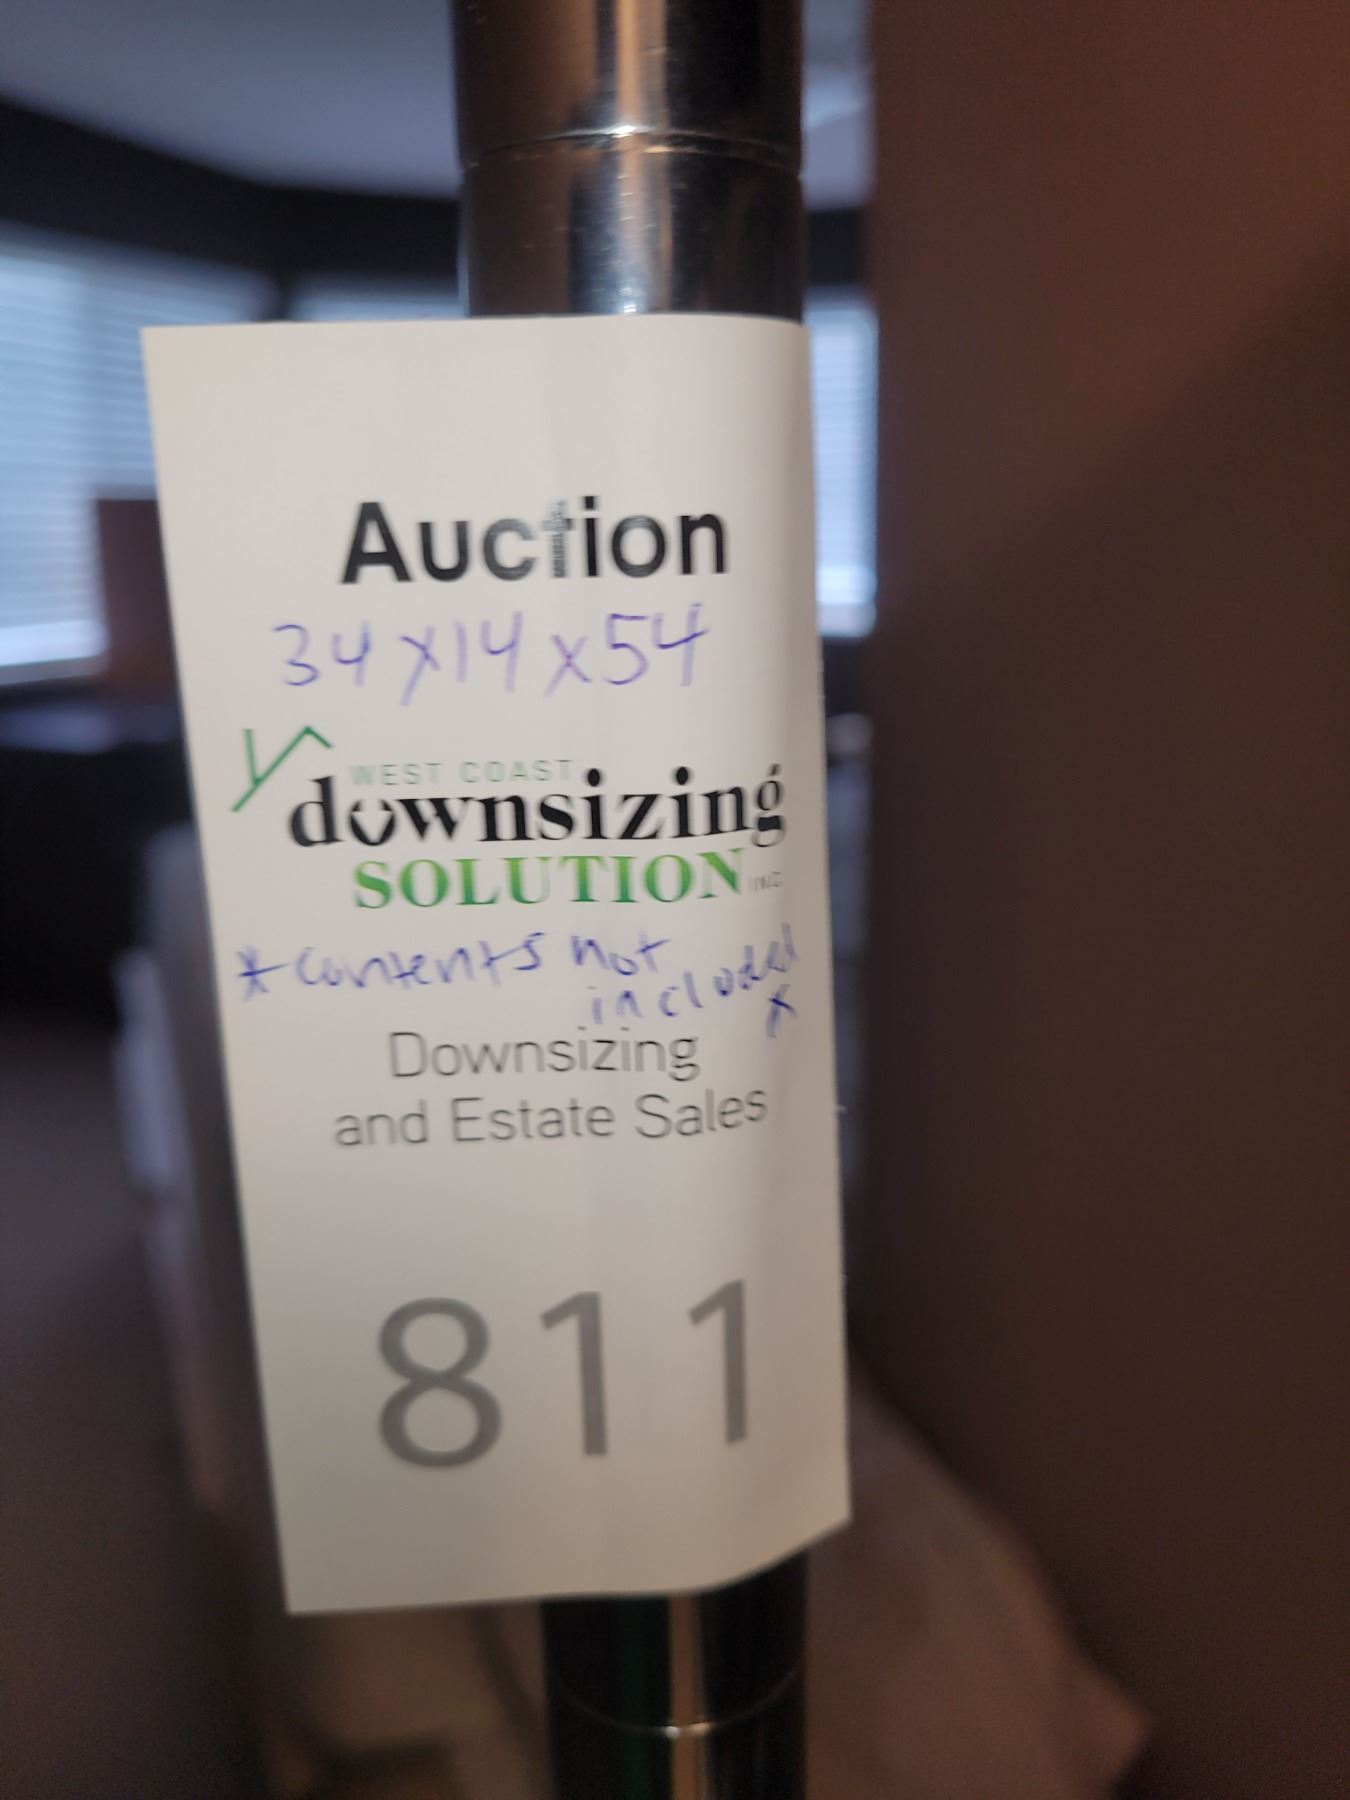 Auction
34x14x54
WEST COAST
downsizing
SOLUTION INC
*contents not
included
*
Downsizing
and Estate Sales
811